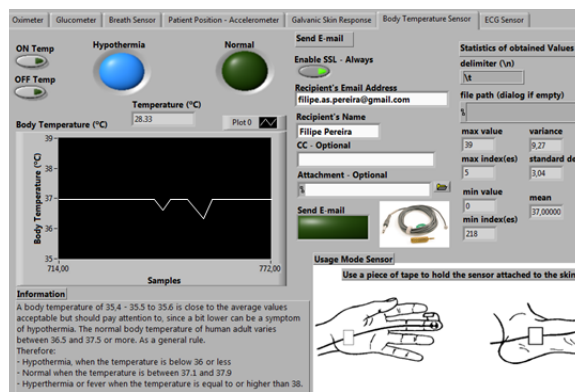 Oximeter
Glucometer
Breath Sensor
Patient Position - Accelerometer
Galvanic Skin Response
Body Temperature Sensor
ECG Sensor
ON Temp
OFF Temp
Hypothermia
Normal
Temperature (ºC)
28.33
Body Temperature (ºC)
Plot 0
Body Temperature (ºC)
39
38
37
36
35
714,00
772,00
Samples
Information
A body temperature of 35,4 - 35.5 to 35.6 is close to the average values
acceptable but should pay attention to, since a bit lower can be a symptom
of hypothermia. The normal body temperature of human adult varies
between 36.5 and 37.5 or more. As a general rule.
Therefore:
- Hypothermia, when the temperature is below 36 or less
- Normal when the temperature is between 37.1 and 37.9
- Hyperthermia or fever when the temperature is equal to or higher than 38.
Send E-mail
Enable SSL - Always
Recipient's Email Address
filipe.as.pereira@gmail.com
Recipient's Name
Filipe Pereira
CC - Optional
Attachment - Optional
Send E-mail
Statistics of obtained Values
delimiter (\n)
\t
file path (dialog if empty)
max value
39
variance
9,27
max index(es)
5
standard de
3,04
min value
0
mean
37,00000
min index(es)
218
Usage Mode Sensor
Use a piece of tape to hold the sensor attached to the skin